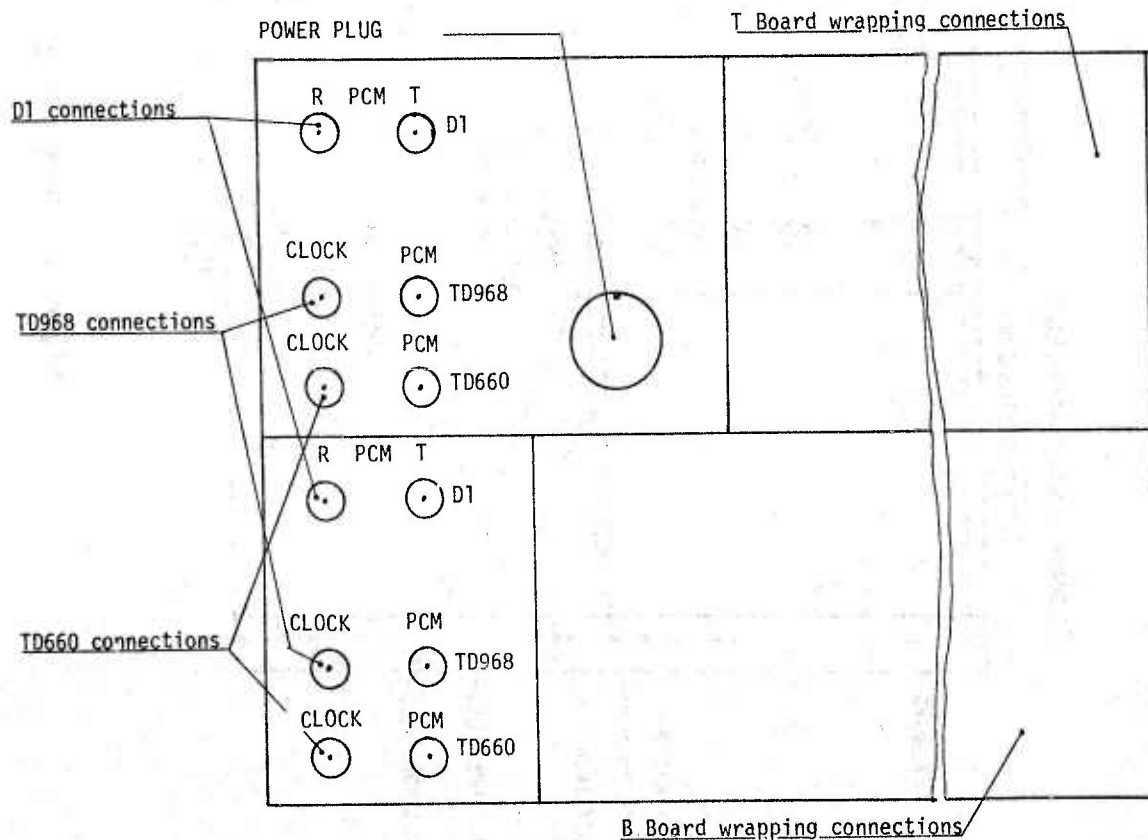 POWER PLUG
T Board wrapping connections
D1 connections
R PCM T
D1
CLOCK PCM
TD968
TD968 connections
CLOCK PCM
TD660
R PCM T
D1
CLOCK PCM
TD968
TD660 connections
CLOCK PCM
TD660
B Board wrapping connections